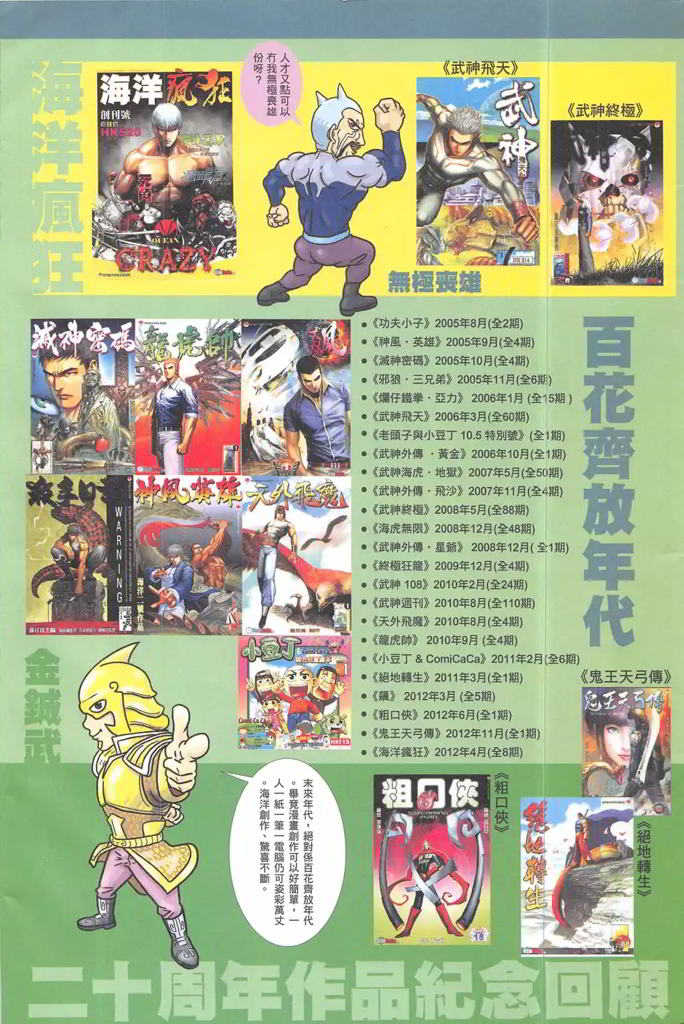 海洋瘋狂
海洋瘋狂
創刊號
HK$20
死角
OCEAN
CRAZY
人才又點可以
冇我無極喪雄
份呀？
無極喪雄
《武神飛天》
武神
飛天
《武神終極》
滅神密碼
龍虎帥
飆
神風英雄
天外飛魔
WARNING
海洋二號作品
小豆丁
HK$15
•《功夫小子》2005年8月(全2期)
•《神風．英雄》2005年9月(全4期)
•《滅神密碼》2005年10月(全4期)
•《邪狼．三兄弟》2005年11月(全6期)
•《爛仔鐵拳．亞力》 2006年1月 (全15期 )
•《武神飛天》2006年3月(全60期)
•《老頭子與小豆丁 10.5 特別號》(全1期)
•《武神外傳 ．黃金》2006年10月(全1期)
•《武神海虎．地獄》2007年5月(全50期)
•《武神外傳．飛沙》2007年11月(全4期)
•《武神終極》2008年5月(全88期)
•《海虎無限》2008年12月(全48期)
•《武神外傳．星爺》 2008年12月( 全1期)
•《終極狂龍》2009年12月(全4期)
•《武神 108》2010年2月(全24期)
•《武神週刊》2010年8月(全110期)
•《天外飛魔》2010年8月(全4期)
•《龍虎帥》 2010年9月 (全4期)
•《小豆丁 & ComiCaCa》2011年2月(全6期)
•《絕地轉生》2011年3月(全1期)
•《飆》 2012年3月 (全5期)
•《粗口俠》2012年6月(全1期)
•《鬼王天弓傳》2012年11月(全1期)
•《海洋瘋狂》2012年4月(全8期)
百花齊放年代
金鋮武
末來年代，絕對係百花齊放年代
。畢竟漫畫創作可以好簡單，一
人一紙一筆一電腦仍可姿彩萬丈
。海洋創作、驚喜不斷。
《鬼王天弓傳》
鬼王天弓傳
粗口俠
《粗口俠》
絕地轉生
《絕地轉生》
二十周年作品紀念回顧